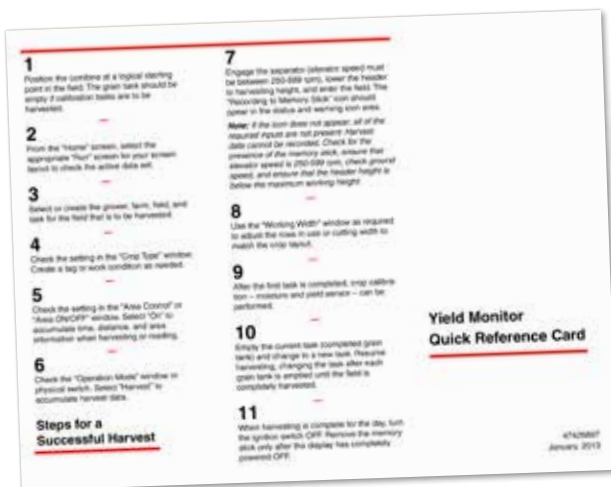 1
Position the combine at a logical starting
point in the field. The grain tank should be
empty if calibration tasks are to be
harvested.
2
From the "Home" screen, select the
appropriate "Run" screen for your screen
layout to check the active data set.
3
Select or create the grower, farm, field, and
task for the field that is to be harvested.
4
Check the setting in the "Crop Type" window.
Create a tag or work condition as needed.
5
Check the setting in the "Area Control" or
"Area ON/OFF" window. Select "On" to
accumulate time, distance, and area
information when harvesting or reading.
6
Check the "Operation Mode" window or
physical switch. Select "Harvest" to
accumulate harvest data.
Steps for a
Successful Harvest
7
Engage the separator (elevator speed must
be between 250-599 rpm), lower the header
to harvesting height, and enter the field. The
"Recording to Memory Stick" icon should
appear in the status and warning icon area.
Note: If the icon does not appear, all of the
required inputs are not present. Harvest
data cannot be recorded. Check for the
presence of the memory stick, ensure that
elevator speed is 250-599 rpm, check ground
speed, and ensure that the header height is
below the maximum working height.
8
Use the "Working Width" window as required
to adjust the rows in use or cutting width to
match the crop layout.
9
After the first task is completed, crop calibra-
tion – moisture and yield sensor – can be
performed.
10
Empty the current task (completed grain
tank) and change to a new task. Resume
harvesting, changing the task after each
grain tank is emptied until the field is
completely harvested.
11
When harvesting is complete for the day, turn
the ignition switch OFF. Remove the memory
stick only after the display has completely
powered OFF.
Yield Monitor
Quick Reference Card
January, 2013